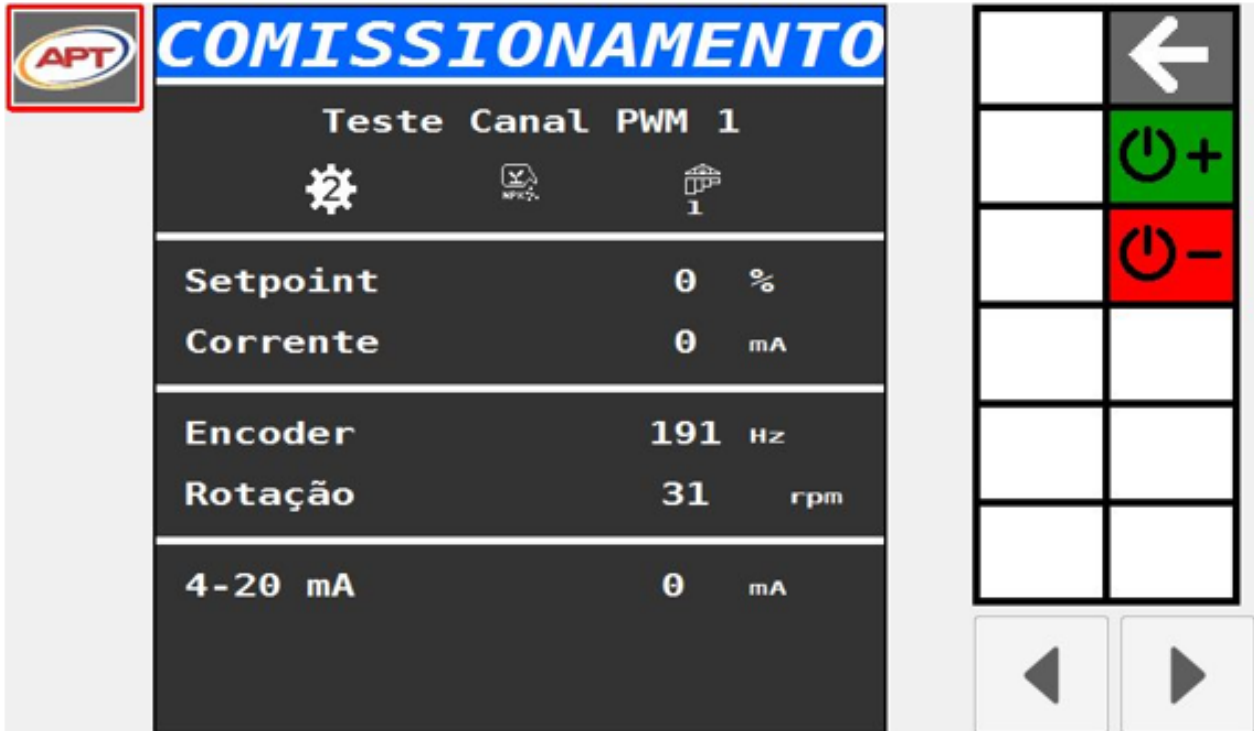 APT
COMISSIONAMENTO
Teste Canal PWM 1
2
NPK
1
Setpoint 0 %
Corrente 0 mA
Encoder 191 Hz
Rotação 31 rpm
4-20 mA 0 mA